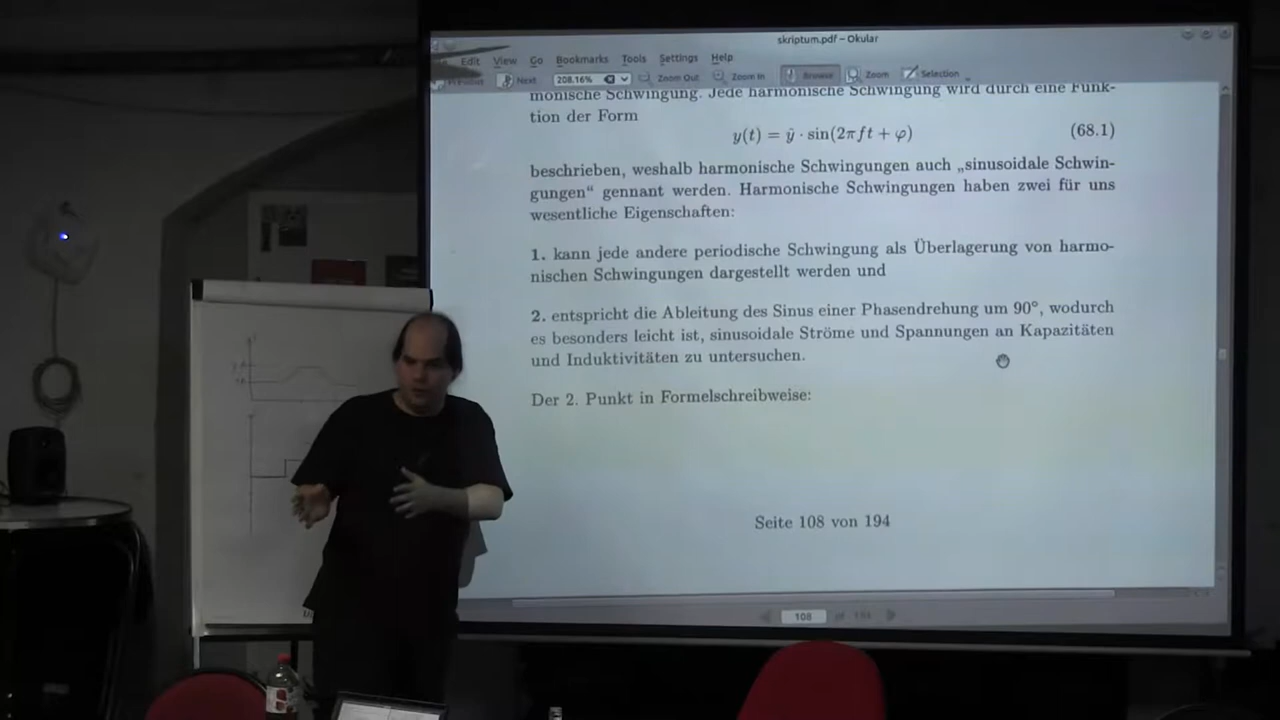 skriptum.pdf – Okular
Edit View Go Bookmarks Tools Settings Help
Next 208.16% Zoom Out Zoom In Browse Zoom Selection
monische Schwingung. Jede harmonische Schwingung wird durch eine Funk-
tion der Form
y(t) = ŷ · sin(2πft + φ) (68.1)
beschrieben, weshalb harmonische Schwingungen auch „sinusoidale Schwin-
gungen“ gennant werden. Harmonische Schwingungen haben zwei für uns
wesentliche Eigenschaften:
1. kann jede andere periodische Schwingung als Überlagerung von harmo-
nischen Schwingungen dargestellt werden und
2. entspricht die Ableitung des Sinus einer Phasendrehung um 90°, wodurch
es besonders leicht ist, sinusoidale Ströme und Spannungen an Kapazitäten
und Induktivitäten zu untersuchen.
Der 2. Punkt in Formelschreibweise:
Seite 108 von 194
108 of 194